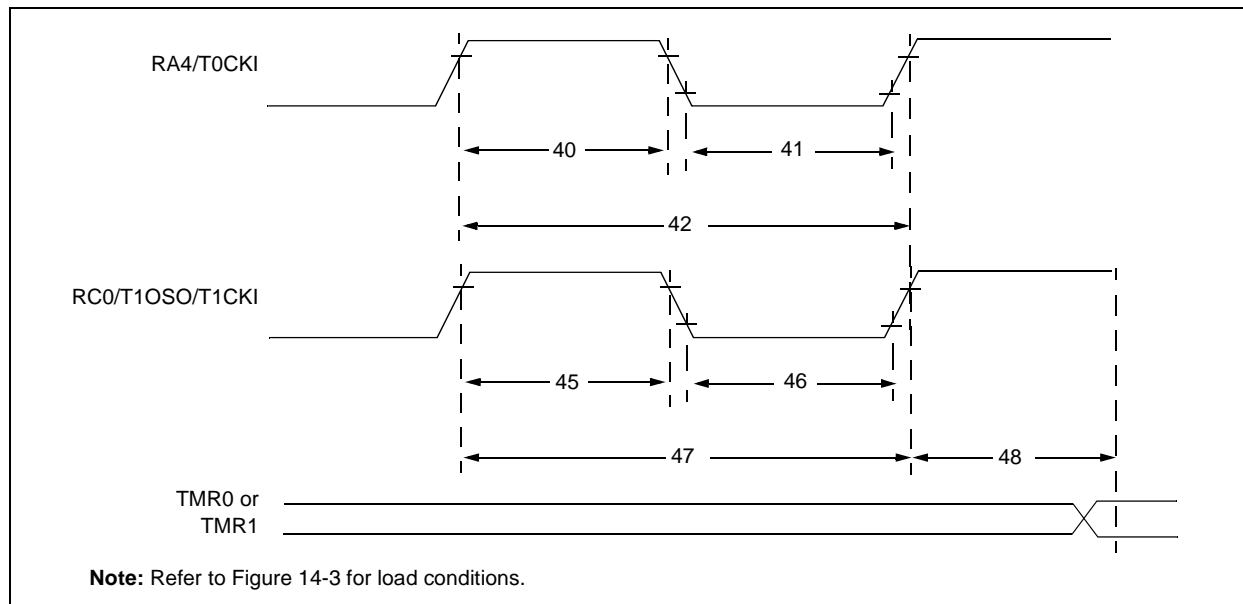 RA4/T0CKI
40
41
42
RC0/T1OSO/T1CKI
45
46
47
48
TMR0 or
TMR1
Note: Refer to Figure 14-3 for load conditions.